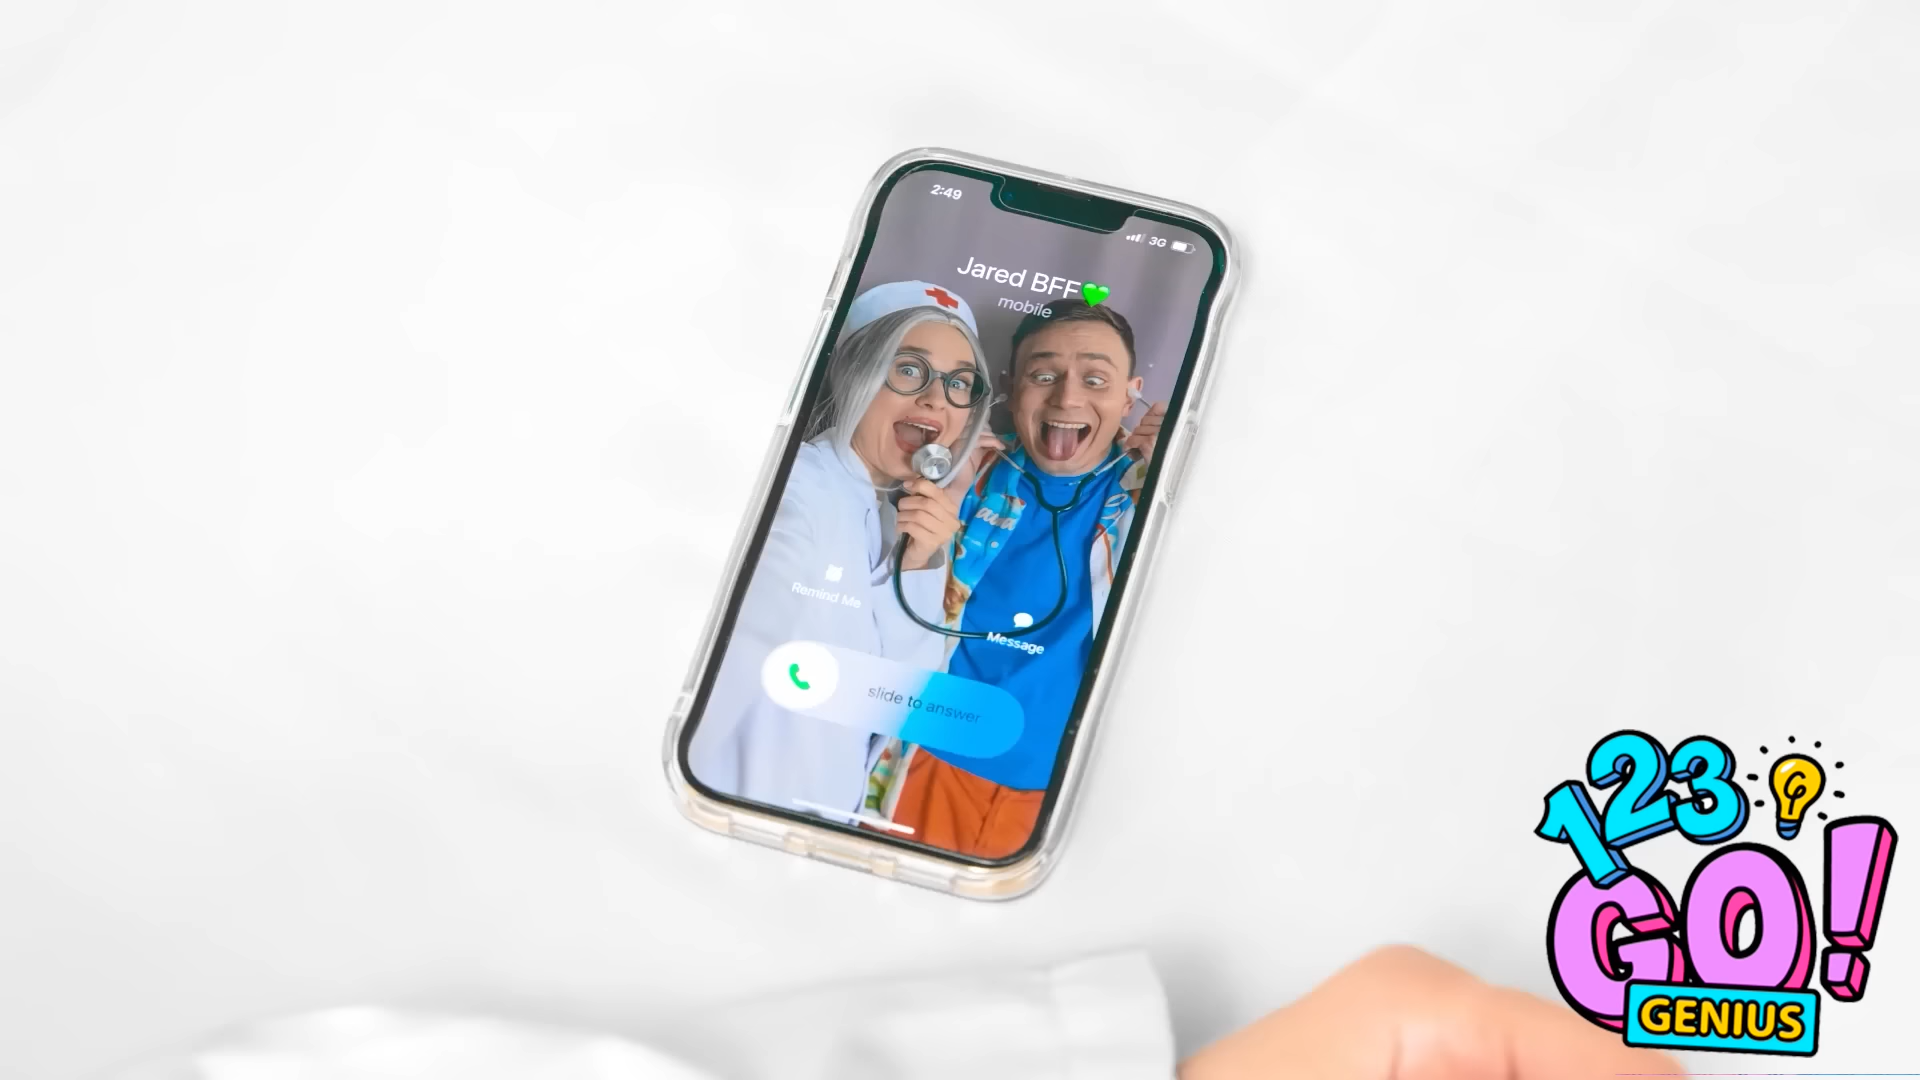 2:49
3G
Jared BFF💚
mobile
Remind Me
Message
slide to answer
123
GO!
GENIUS